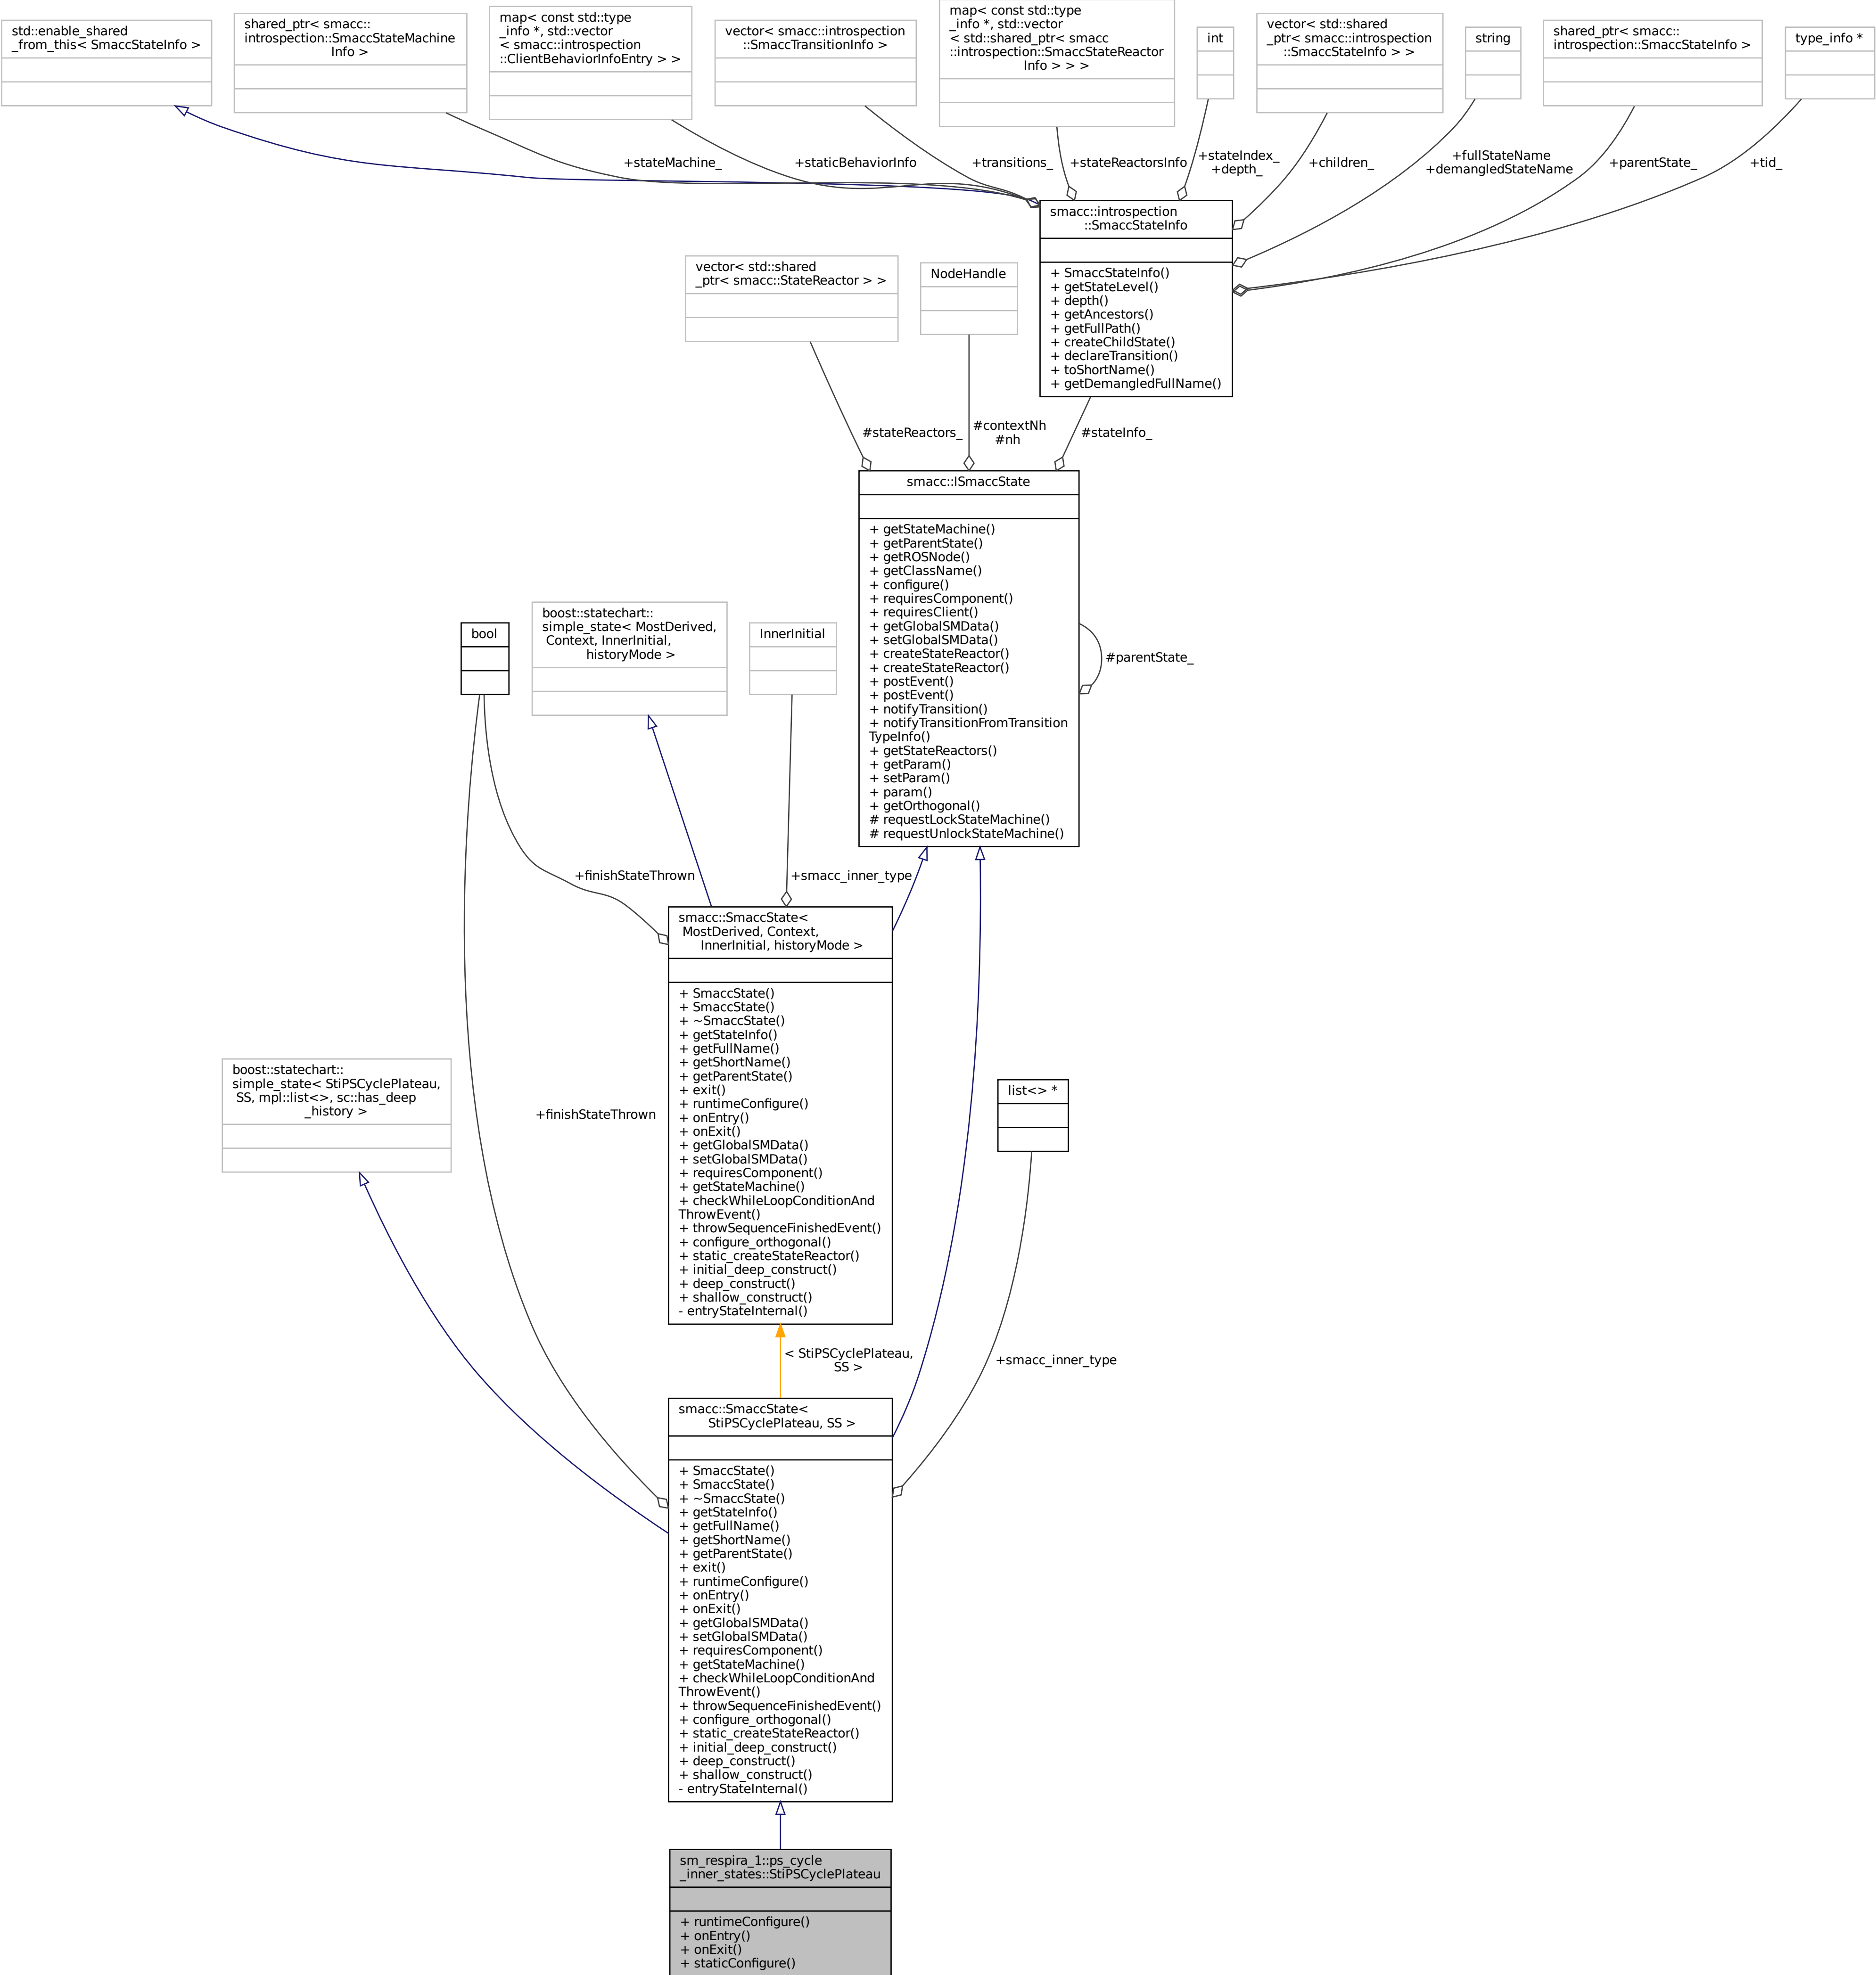 std::enable_shared
_from_this< SmaccStateInfo >
shared_ptr< smacc::
introspection::SmaccStateMachine
Info >
map< const std::type
_info *, std::vector
< smacc::introspection
::ClientBehaviorInfoEntry > >
vector< smacc::introspection
::SmaccTransitionInfo >
map< const std::type
_info *, std::vector
< std::shared_ptr< smacc
::introspection::SmaccStateReactor
Info > > >
int
vector< std::shared
_ptr< smacc::introspection
::SmaccStateInfo > >
string
shared_ptr< smacc::
introspection::SmaccStateInfo >
type_info *
+stateMachine_
+staticBehaviorInfo
+transitions_
+stateReactorsInfo
+stateIndex_
+depth_
+children_
+fullStateName
+demangledStateName
+parentState_
+tid_
smacc::introspection
::SmaccStateInfo
+ SmaccStateInfo()
+ getStateLevel()
+ depth()
+ getAncestors()
+ getFullPath()
+ createChildState()
+ declareTransition()
+ toShortName()
+ getDemangledFullName()
vector< std::shared
_ptr< smacc::StateReactor > >
NodeHandle
#stateReactors_
#contextNh
#nh
#stateInfo_
smacc::ISmaccState
+ getStateMachine()
+ getParentState()
+ getROSNode()
+ getClassName()
+ configure()
+ requiresComponent()
+ requiresClient()
+ getGlobalSMData()
+ setGlobalSMData()
+ createStateReactor()
+ createStateReactor()
+ postEvent()
+ postEvent()
+ notifyTransition()
+ notifyTransitionFromTransition
TypeInfo()
+ getStateReactors()
+ getParam()
+ setParam()
+ param()
+ getOrthogonal()
# requestLockStateMachine()
# requestUnlockStateMachine()
#parentState_
bool
boost::statechart::
simple_state< MostDerived,
Context, InnerInitial,
historyMode >
InnerInitial
+finishStateThrown
+smacc_inner_type
smacc::SmaccState<
MostDerived, Context,
InnerInitial, historyMode >
+ SmaccState()
+ SmaccState()
+ ~SmaccState()
+ getStateInfo()
+ getFullName()
+ getShortName()
+ getParentState()
+ exit()
+ runtimeConfigure()
+ onEntry()
+ onExit()
+ getGlobalSMData()
+ setGlobalSMData()
+ requiresComponent()
+ getStateMachine()
+ checkWhileLoopConditionAnd
ThrowEvent()
+ throwSequenceFinishedEvent()
+ configure_orthogonal()
+ static_createStateReactor()
+ initial_deep_construct()
+ deep_construct()
+ shallow_construct()
- entryStateInternal()
boost::statechart::
simple_state< StiPSCyclePlateau,
SS, mpl::list<>, sc::has_deep
_history >
+finishStateThrown
list<> *
< StiPSCyclePlateau,
SS >
+smacc_inner_type
smacc::SmaccState<
StiPSCyclePlateau, SS >
+ SmaccState()
+ SmaccState()
+ ~SmaccState()
+ getStateInfo()
+ getFullName()
+ getShortName()
+ getParentState()
+ exit()
+ runtimeConfigure()
+ onEntry()
+ onExit()
+ getGlobalSMData()
+ setGlobalSMData()
+ requiresComponent()
+ getStateMachine()
+ checkWhileLoopConditionAnd
ThrowEvent()
+ throwSequenceFinishedEvent()
+ configure_orthogonal()
+ static_createStateReactor()
+ initial_deep_construct()
+ deep_construct()
+ shallow_construct()
- entryStateInternal()
sm_respira_1::ps_cycle
_inner_states::StiPSCyclePlateau
+ runtimeConfigure()
+ onEntry()
+ onExit()
+ staticConfigure()